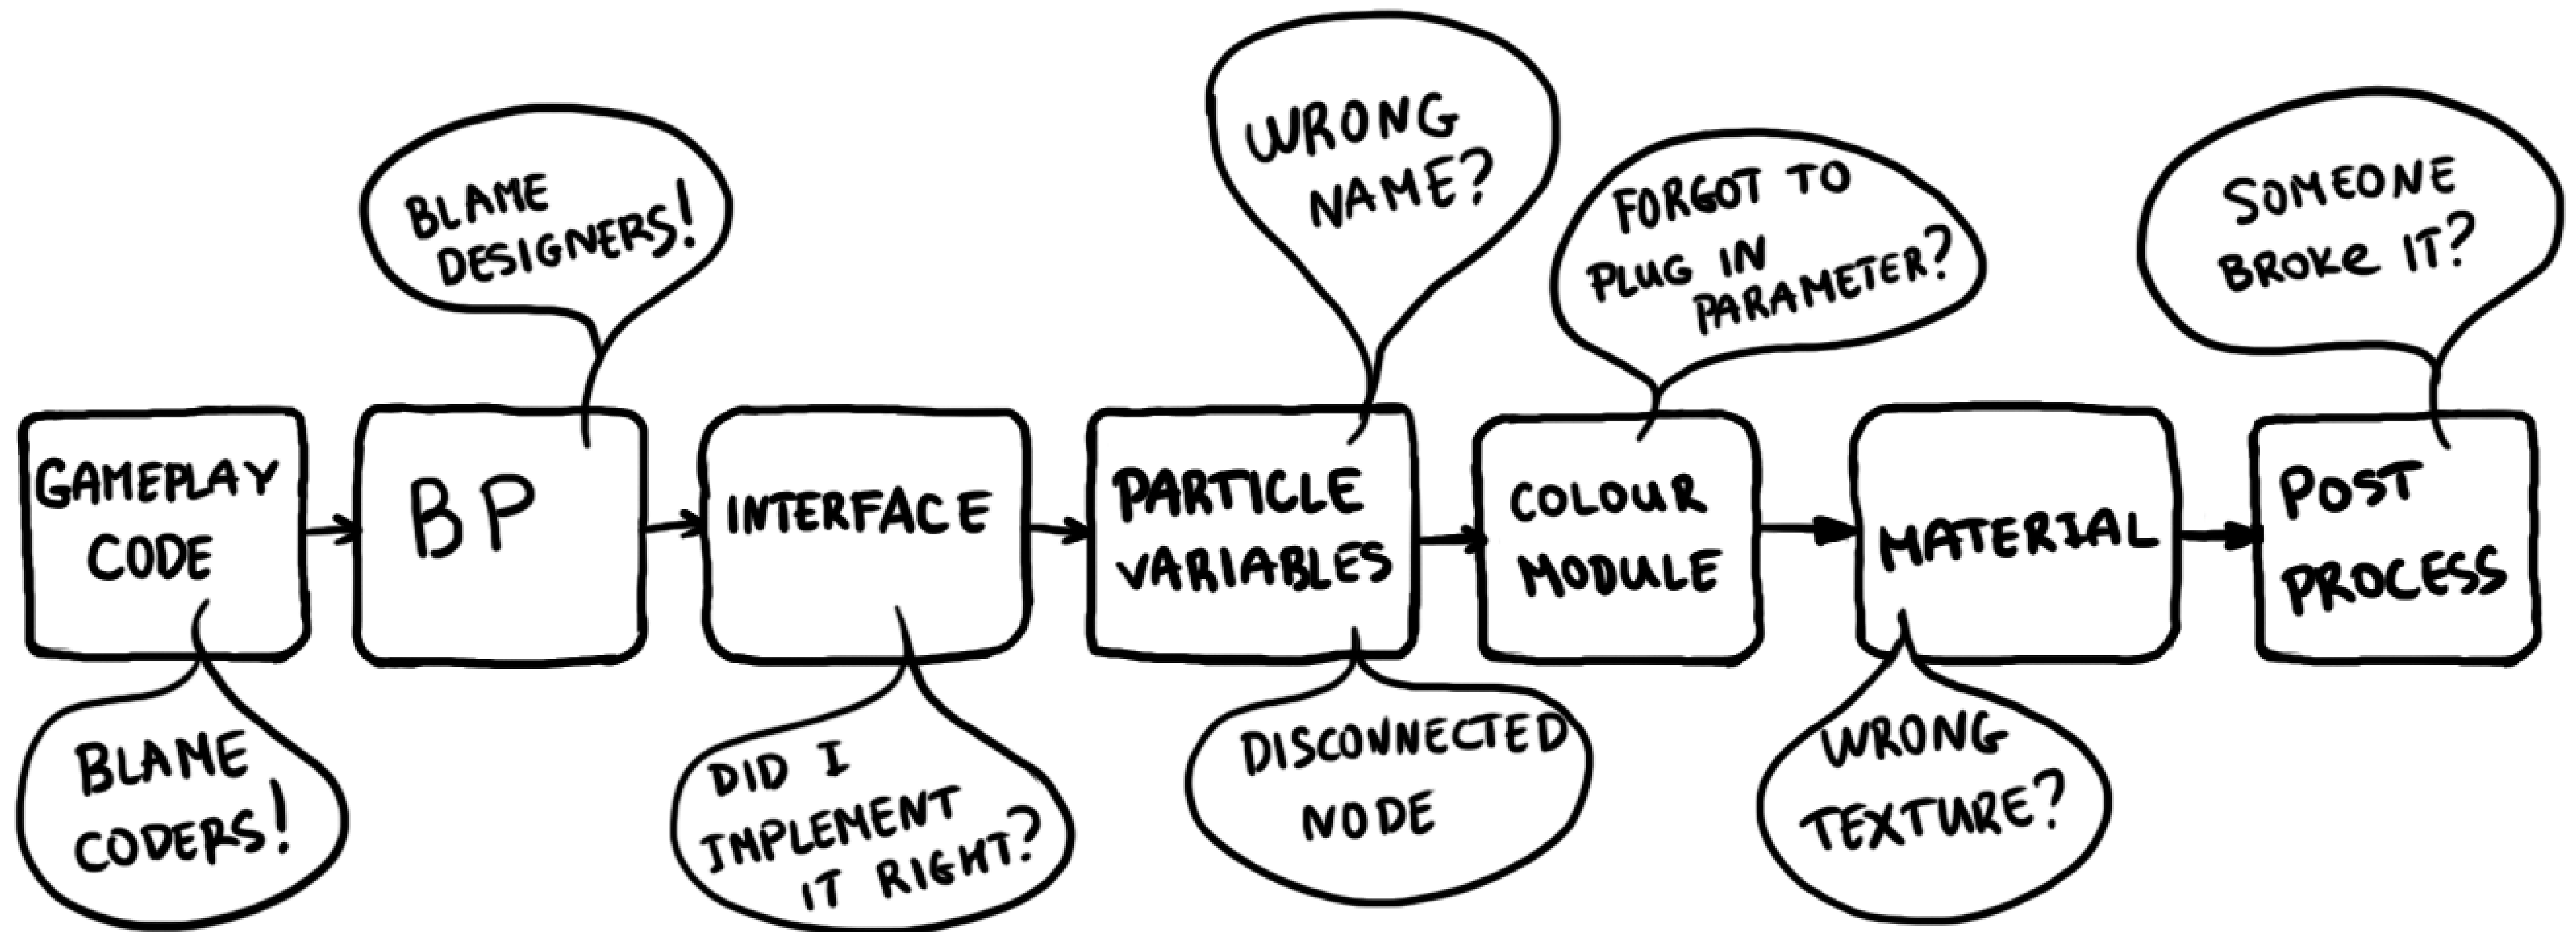 BLAME
DESIGNERS!
WRONG
NAME?
FORGOT TO
PLUG IN
PARAMETER?
SOMEONE
BROKe IT?
GAMEPLAY
CODE
BP
INTERFACE
PARTICLE
VARIABLES
COLOUR
MODULE
MATERIAL
POST
PROCESS
BLAME
CODERS!
DID I
IMPLEMENT
IT RIGHT?
DISCONNECTED
NODE
WRONG
TEXTURE?